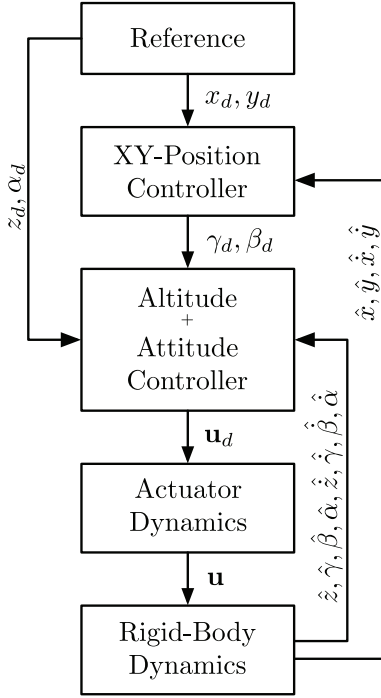 Reference
x_d, y_d
z_d, α_d
XY-Position
Controller
x̂, ŷ, ẋ̂, ẏ̂
γ_d, β_d
Altitude
+
Attitude
Controller
ẑ, γ̂, β̂, α̂, ż̂, γ̂̇, β̂̇, α̂̇
𝐮_d
Actuator
Dynamics
𝐮
Rigid-Body
Dynamics